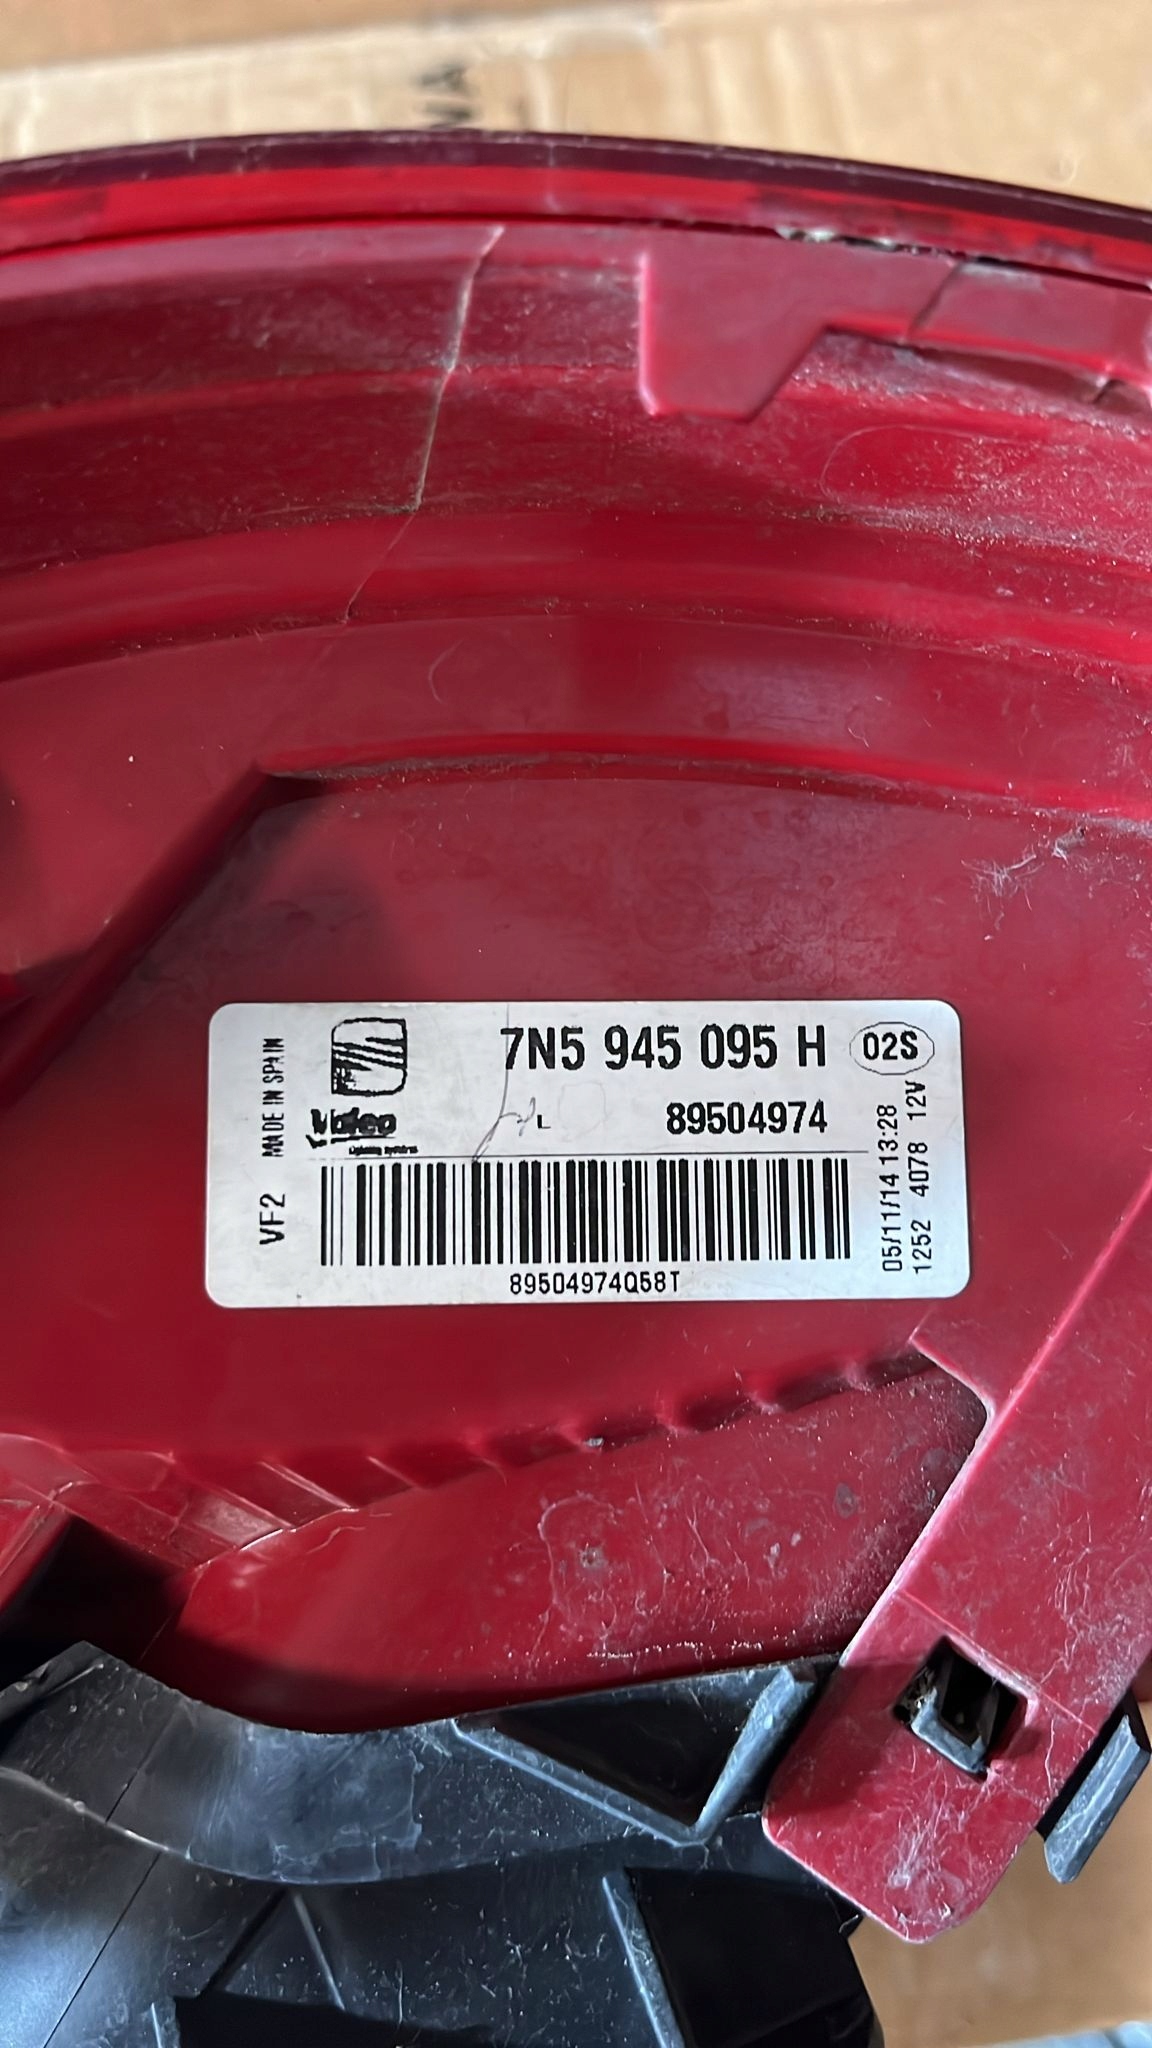 MADE IN SPAIN
7N5 945 095 H 02S
Valeo
L 89504974
VF2
89504974Q58T
05/11/14 13:28
1252 4078 12V